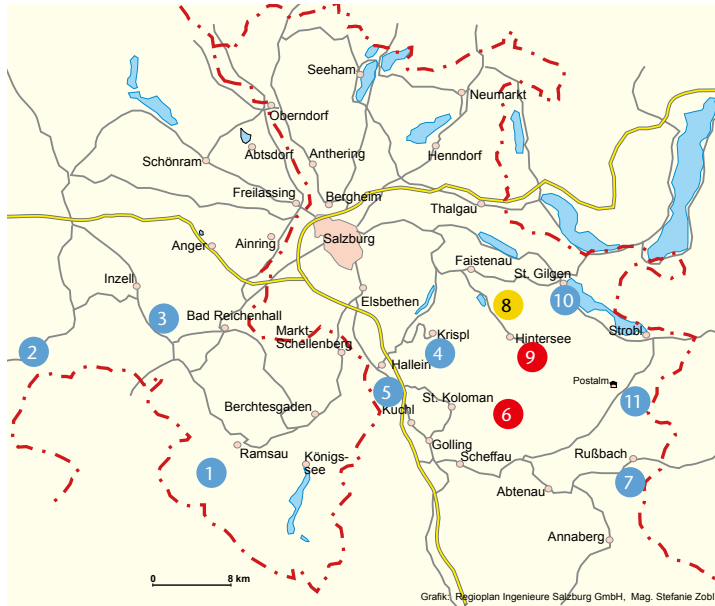 Seeham
Neumarkt
Oberndorf
Abtsdorf
Anthering
Henndorf
Schönram
Freilassing
Bergheim
Thalgau
Anger
Ainring
Salzburg
Faistenau
St. Gilgen
Inzell
Elsbethen
8
10
3
Bad Reichenhall
Markt-
Schellenberg
Krispl
Hintersee
Strobl
2
4
9
Hallein
Postalm
5
St. Koloman
11
Berchtesgaden
Kuchl
6
Golling
Ramsau
Königs-
see
Scheffau
Rußbach
1
7
Abtenau
Annaberg
0 8 km
Grafik: Regioplan Ingenieure Salzburg GmbH, Mag. Stefanie Zobl